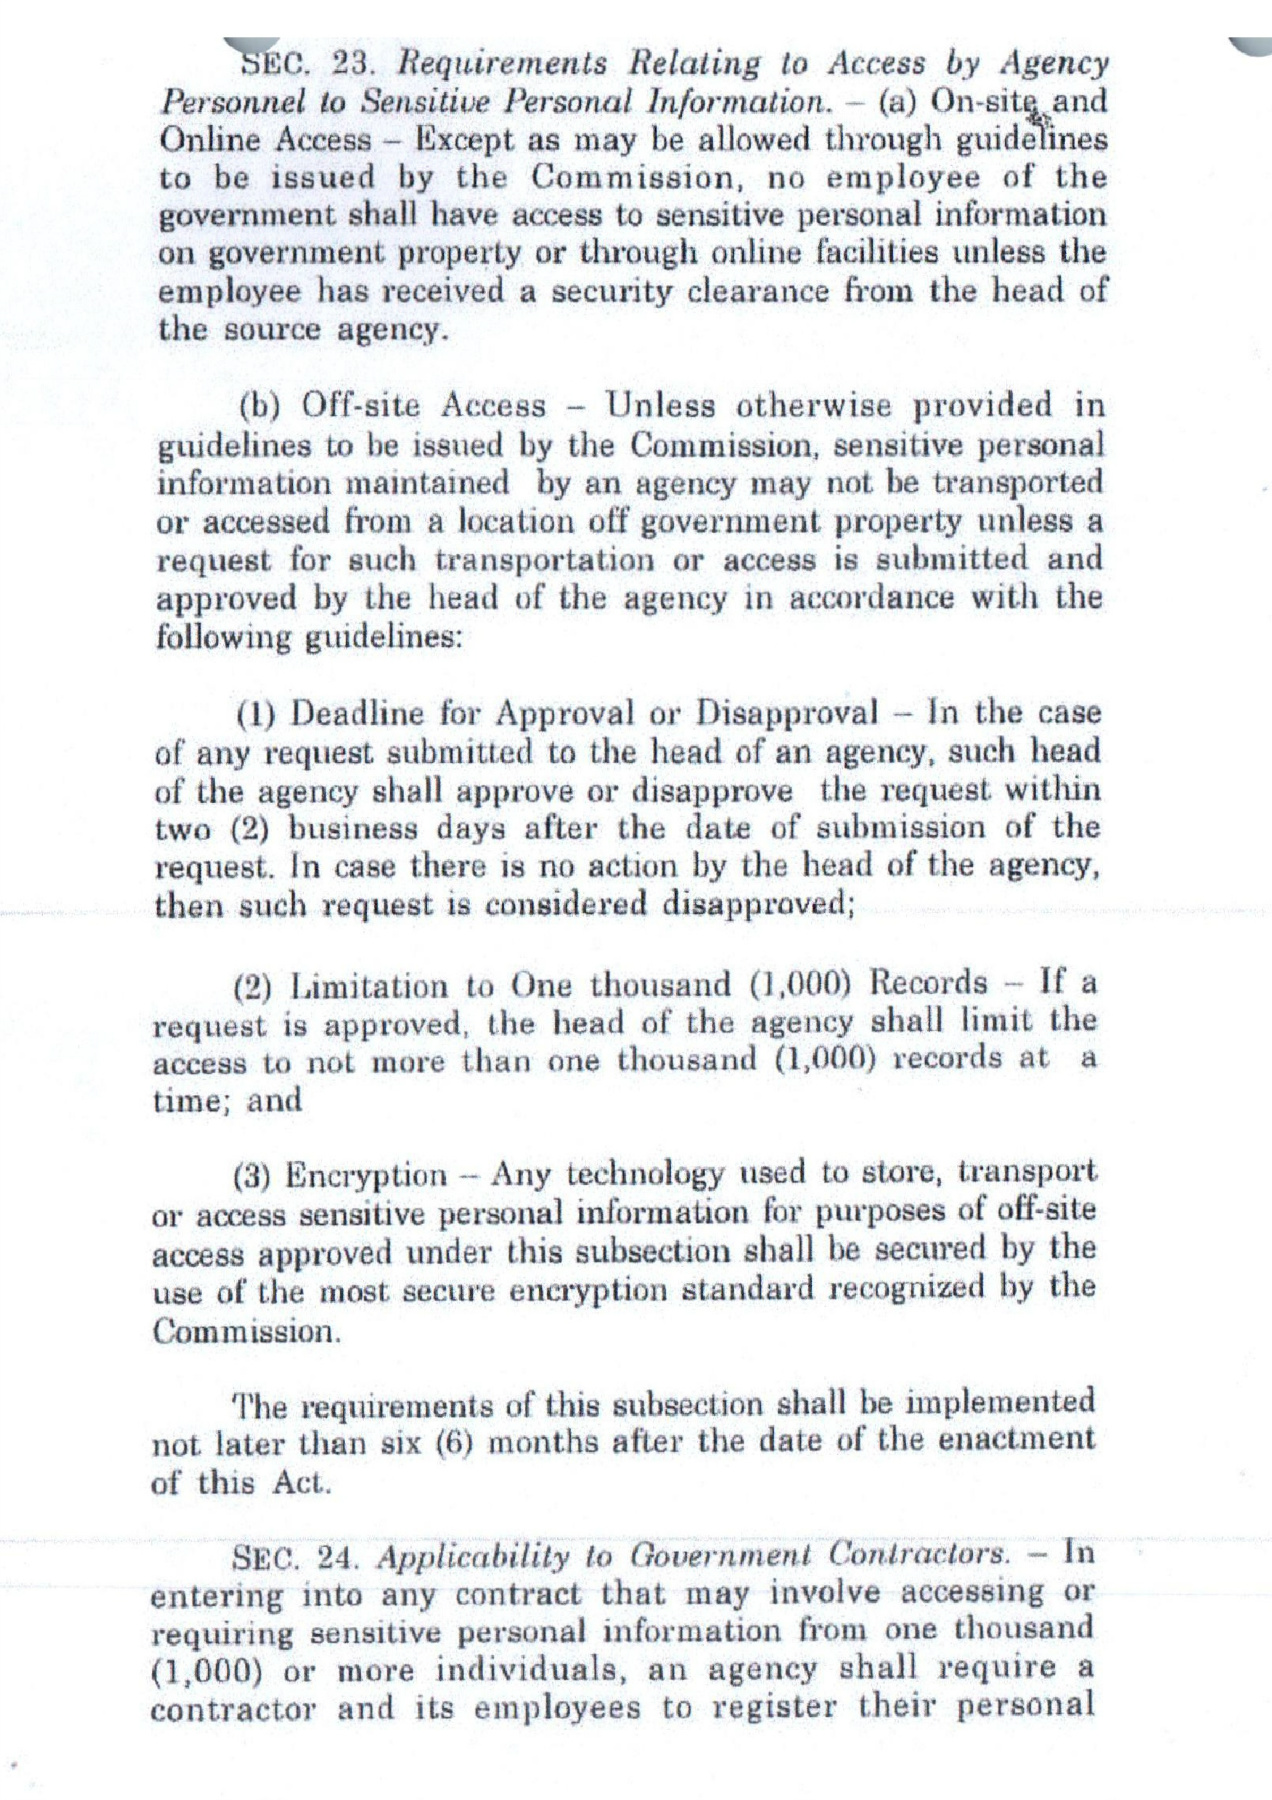 SEC. 23. Requirements Relating to Access by Agency
Personnel to Sensitive Personal Information. – (a) On-site and
Online Access – Except as may be allowed through guidelines
to be issued by the Commission, no employee of the
government shall have access to sensitive personal information
on government property or through online facilities unless the
employee has received a security clearance from the head of
the source agency.
(b) Off-site Access – Unless otherwise provided in
guidelines to be issued by the Commission, sensitive personal
information maintained by an agency may not be transported
or accessed from a location off government property unless a
request for such transportation or access is submitted and
approved by the head of the agency in accordance with the
following guidelines:
(1) Deadline for Approval or Disapproval – In the case
of any request submitted to the head of an agency, such head
of the agency shall approve or disapprove the request within
two (2) business days after the date of submission of the
request. In case there is no action by the head of the agency,
then such request is considered disapproved;
(2) Limitation to One thousand (1,000) Records – If a
request is approved, the head of the agency shall limit the
access to not more than one thousand (1,000) records at a
time; and
(3) Encryption – Any technology used to store, transport
or access sensitive personal information for purposes of off-site
access approved under this subsection shall be secured by the
use of the most secure encryption standard recognized by the
Commission.
The requirements of this subsection shall be implemented
not later than six (6) months after the date of the enactment
of this Act.
SEC. 24. Applicability to Government Contractors. – In
entering into any contract that may involve accessing or
requiring sensitive personal information from one thousand
(1,000) or more individuals, an agency shall require a
contractor and its employees to register their personal